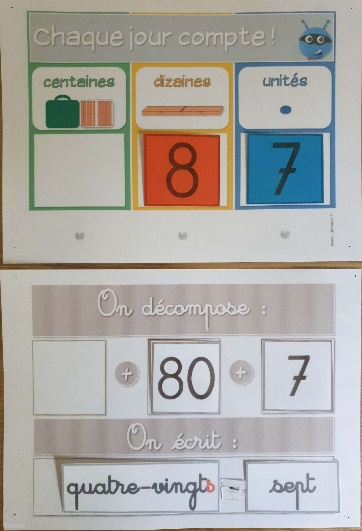 Chaque jour compte !
centaines dizaines unités
8 7
On décompose :
+ 80 + 7
On écrit :
quatre-vingts - sept